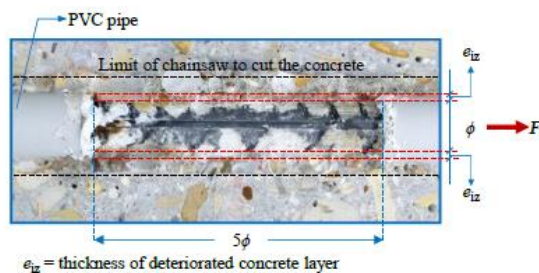 PVC pipe
Limit of chainsaw to cut the concrete
e_iz
ϕ
F
e_iz
5ϕ
e_iz = thickness of deteriorated concrete layer